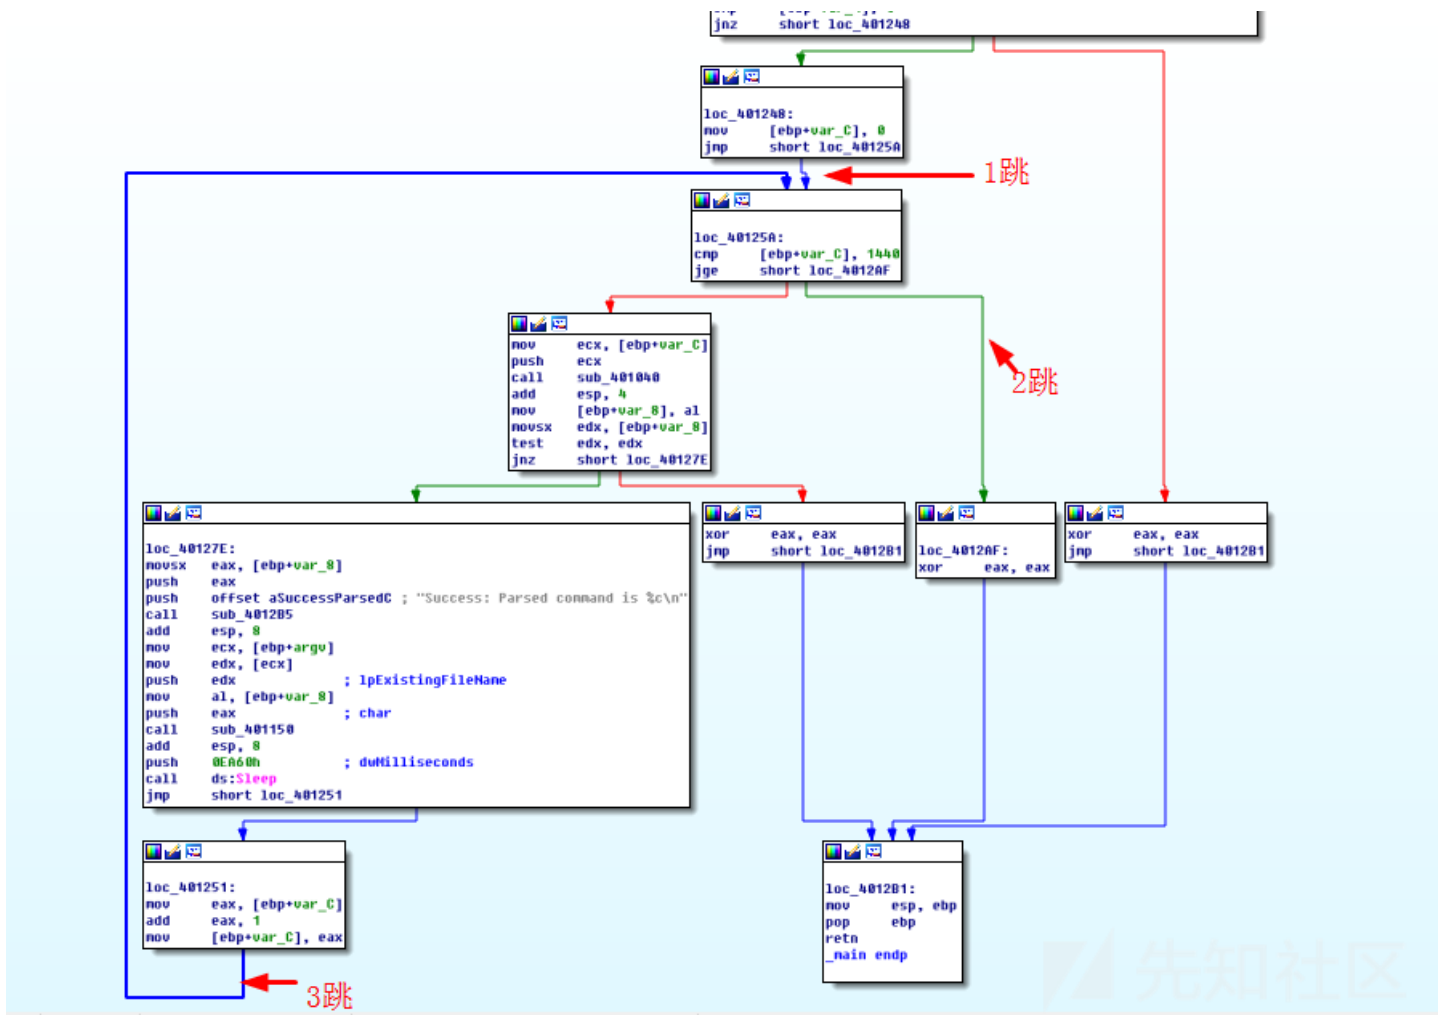 jnz short loc_401248
loc_401248:
mov [ebp+var_C], 0
jmp short loc_40125A
1跳
loc_40125A:
cmp [ebp+var_C], 1440
jge short loc_4012AF
mov ecx, [ebp+var_C]
push ecx
call sub_401040
add esp, 4
mov [ebp+var_8], al
movsx edx, [ebp+var_8]
test edx, edx
jnz short loc_40127E
2跳
loc_40127E:
movsx eax, [ebp+var_8]
push eax
push offset aSuccessParsedC ; "Success: Parsed command is %c\n"
call sub_4012B5
add esp, 8
mov ecx, [ebp+argv]
mov edx, [ecx]
push edx ; lpExistingFileName
mov al, [ebp+var_8]
push eax ; char
call sub_401150
add esp, 8
push 0EA60h ; dwMilliseconds
call ds:Sleep
jmp short loc_401251
xor eax, eax
jmp short loc_4012B1
loc_4012AF:
xor eax, eax
xor eax, eax
jmp short loc_4012B1
loc_401251:
mov eax, [ebp+var_C]
add eax, 1
mov [ebp+var_C], eax
3跳
loc_4012B1:
mov esp, ebp
pop ebp
retn
_main endp
先知社区